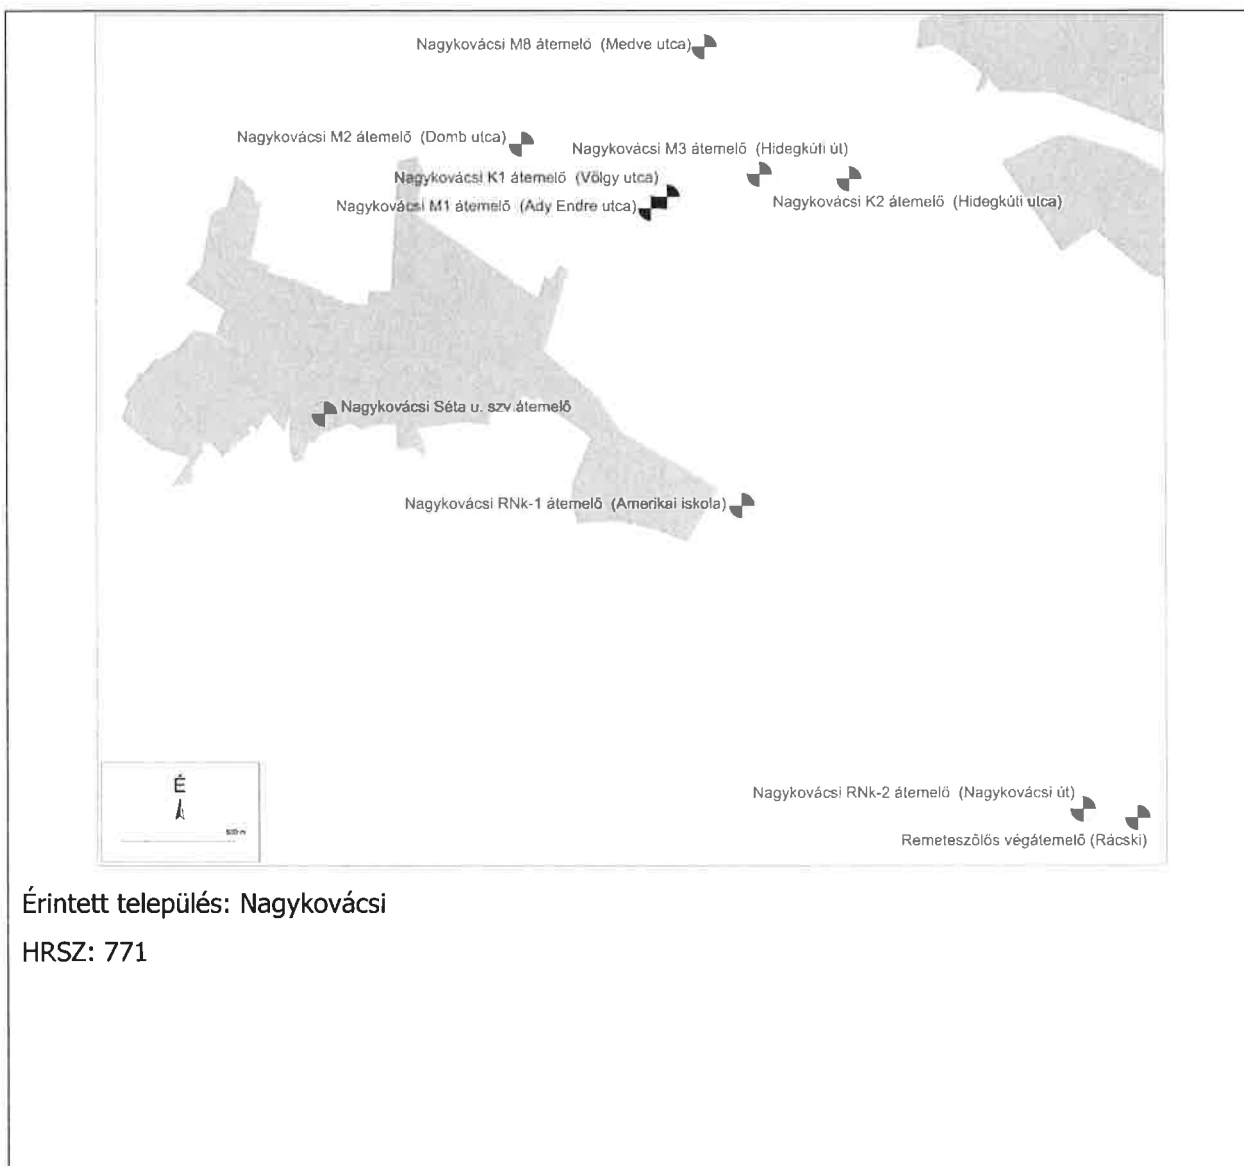 Nagykovácsi M8 átemelő (Medve utca)
Nagykovácsi M2 átemelő (Domb utca)
Nagykovácsi M3 átemelő (Hidegkúti út)
Nagykovácsi K1 átemelő (Völgy utca)
Nagykovácsi K2 átemelő (Hidegkúti utca)
Nagykovácsi M1 átemelő (Ady Endre utca)
Nagykovácsi Séta u. szv.átemelő
Nagykovácsi RNk-1 átemelő (Amerikai iskola)
É
500 m
Nagykovácsi RNk-2 átemelő (Nagykovácsi út)
Remeteszőlős végátemelő (Rácski)
Érintett település: Nagykovácsi
HRSZ: 771